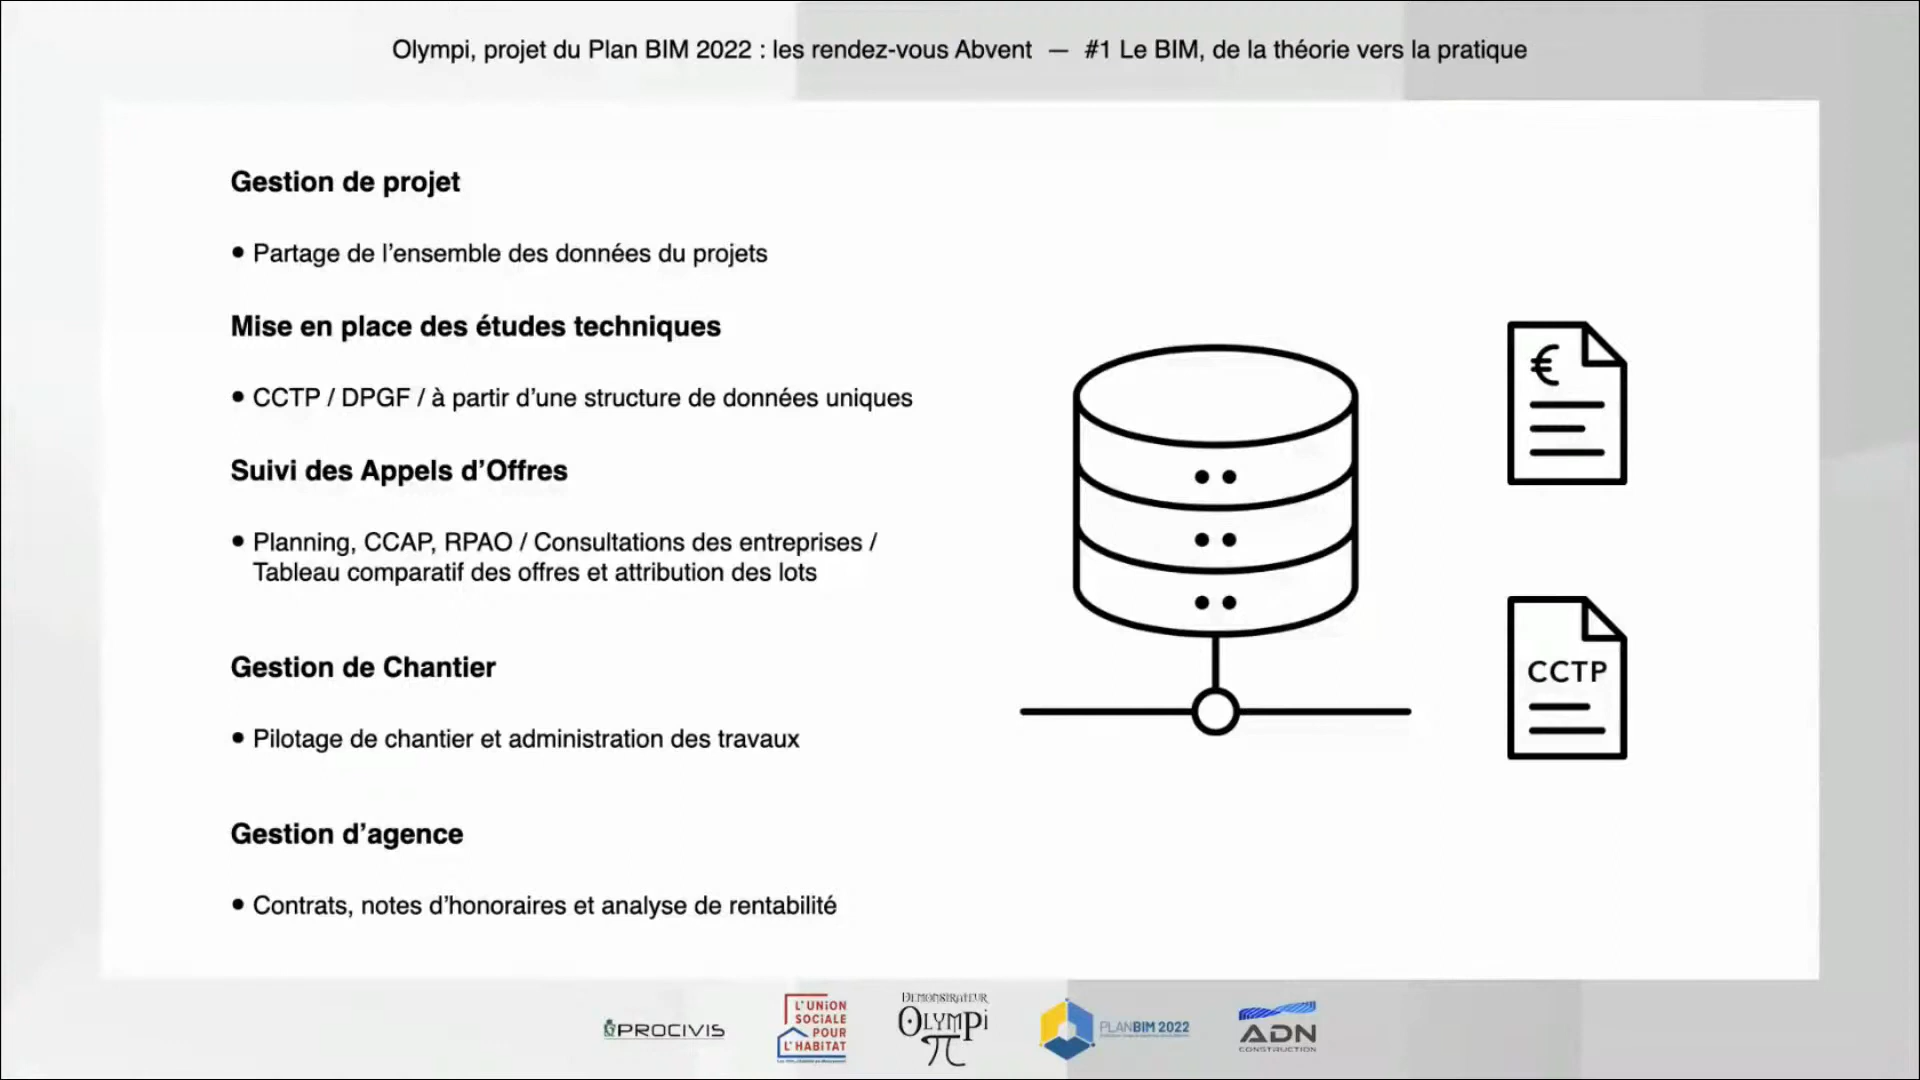 Olympi, projet du Plan BIM 2022 : les rendez-vous Abvent — #1 Le BIM, de la théorie vers la pratique
Gestion de projet
• Partage de l’ensemble des données du projets
Mise en place des études techniques
• CCTP / DPGF / à partir d’une structure de données uniques
Suivi des Appels d’Offres
• Planning, CCAP, RPAO / Consultations des entreprises /
Tableau comparatif des offres et attribution des lots
Gestion de Chantier
• Pilotage de chantier et administration des travaux
Gestion d’agence
• Contrats, notes d’honoraires et analyse de rentabilité
€
CCTP
PROCIVIS
L'UNION
SOCIALE
POUR
L'HABITAT
DEMONSTRATEUR
OLYMPI
π
PLANBIM 2022
ADN
CONSTRUCTION